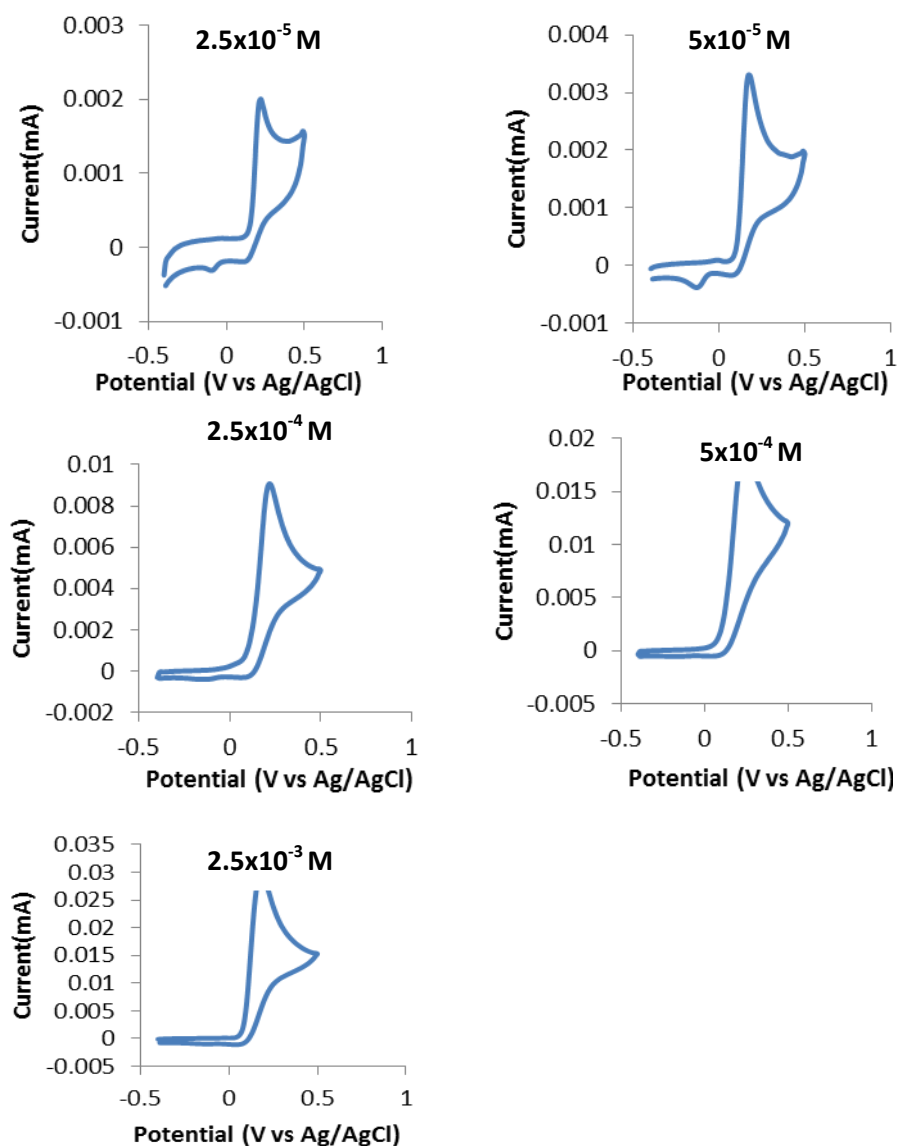 2.5x10⁻⁵ M
0.003
0.002
0.001
0
-0.001
Current(mA)
-0.5 0 0.5 1
Potential (V vs Ag/AgCl)
5x10⁻⁵ M
0.004
0.003
0.002
0.001
0
-0.001
Current(mA)
-0.5 0 0.5 1
Potential (V vs Ag/AgCl)
2.5x10⁻⁴ M
0.01
0.008
0.006
0.004
0.002
0
-0.002
Current(mA)
-0.5 0 0.5 1
Potential (V vs Ag/AgCl)
5x10⁻⁴ M
0.02
0.015
0.01
0.005
0
-0.005
Current(mA)
-0.5 0 0.5 1
Potential (V vs Ag/AgCl)
2.5x10⁻³ M
0.035
0.03
0.025
0.02
0.015
0.01
0.005
0
-0.005
Current(mA)
-0.5 0 0.5 1
Potential (V vs Ag/AgCl)